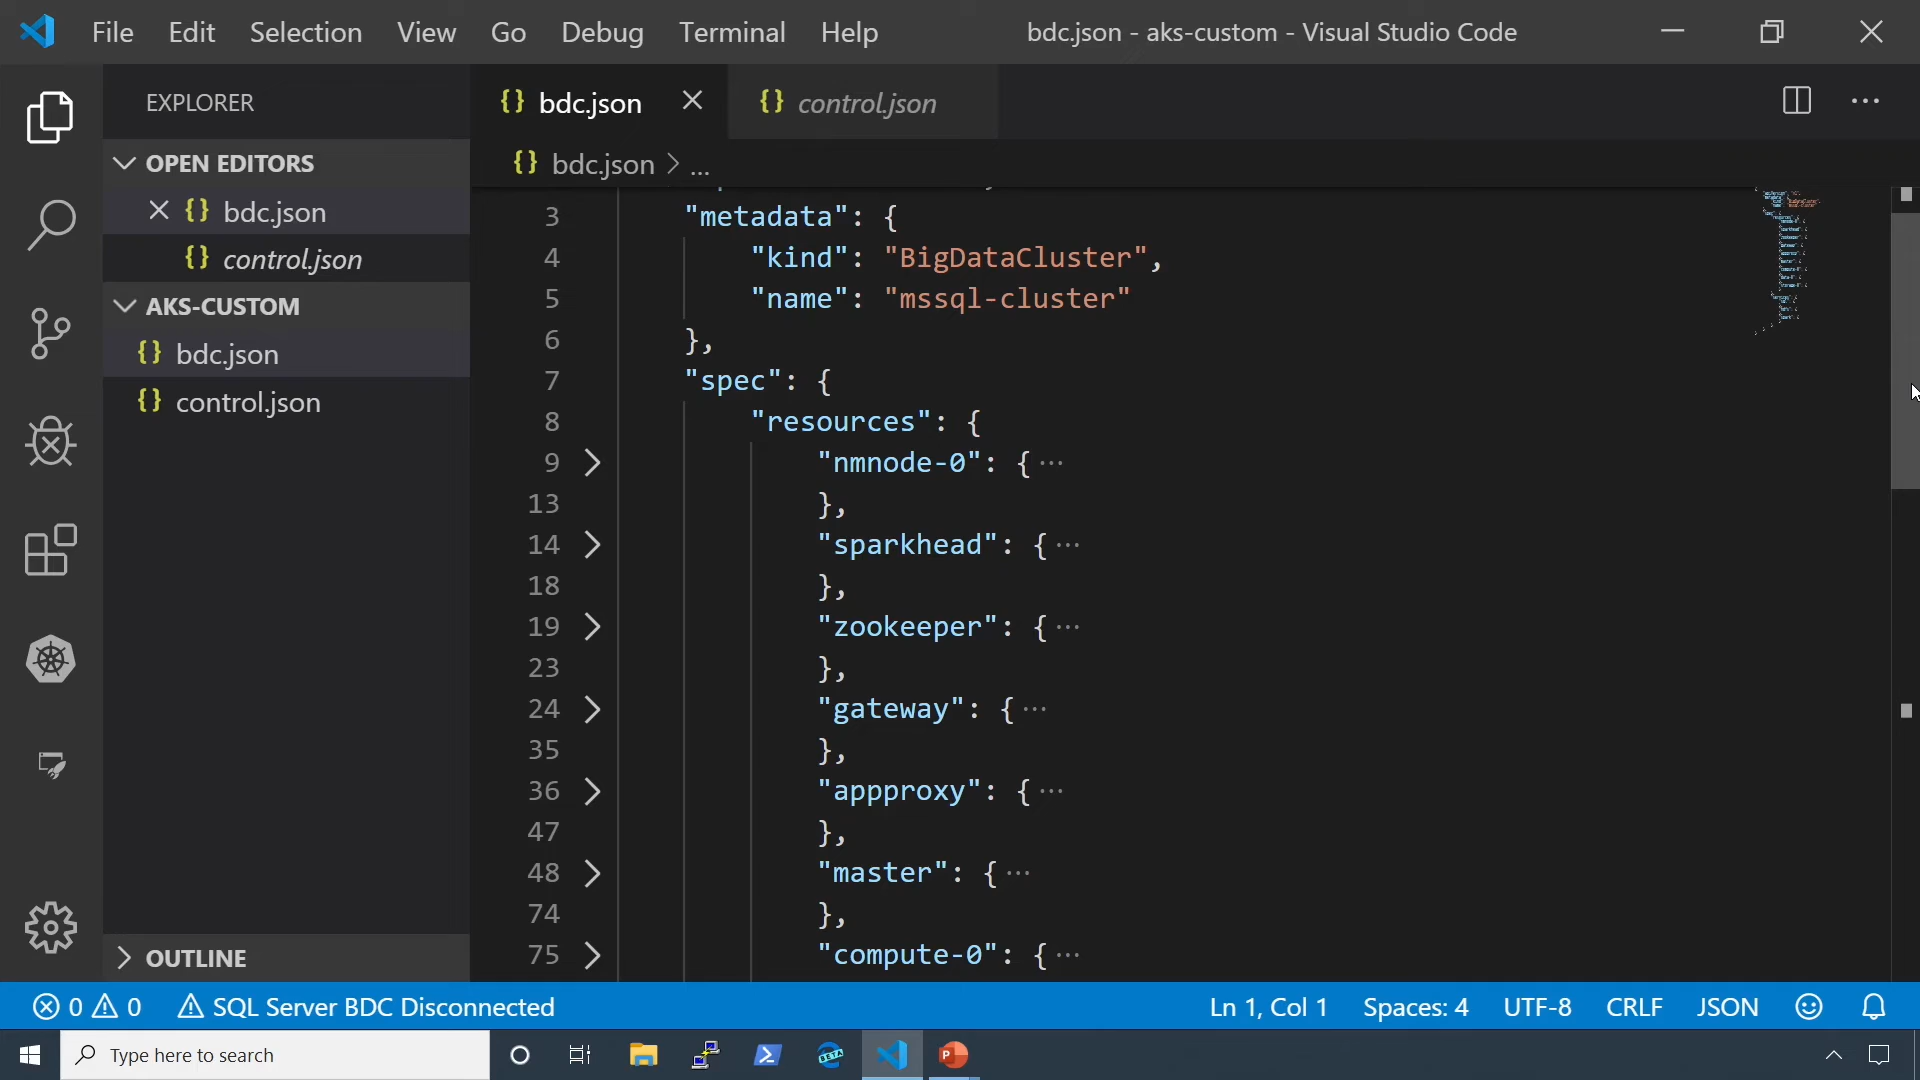 File Edit Selection View Go Debug Terminal Help
bdc.json - aks-custom - Visual Studio Code
EXPLORER
OPEN EDITORS
{} bdc.json
{} control.json
AKS-CUSTOM
{} bdc.json
{} control.json
OUTLINE
{} bdc.json
{} control.json
{} bdc.json > ...
3 "metadata": {
4 "kind": "BigDataCluster",
5 "name": "mssql-cluster"
6 },
7 "spec": {
8 "resources": {
9 "nmnode-0": {···
13 },
14 "sparkhead": {···
18 },
19 "zookeeper": {···
23 },
24 "gateway": {···
35 },
36 "appproxy": {···
47 },
48 "master": {···
74 },
75 "compute-0": {···
0 0 SQL Server BDC Disconnected
Ln 1, Col 1 Spaces: 4 UTF-8 CRLF JSON
Type here to search
BETA
P